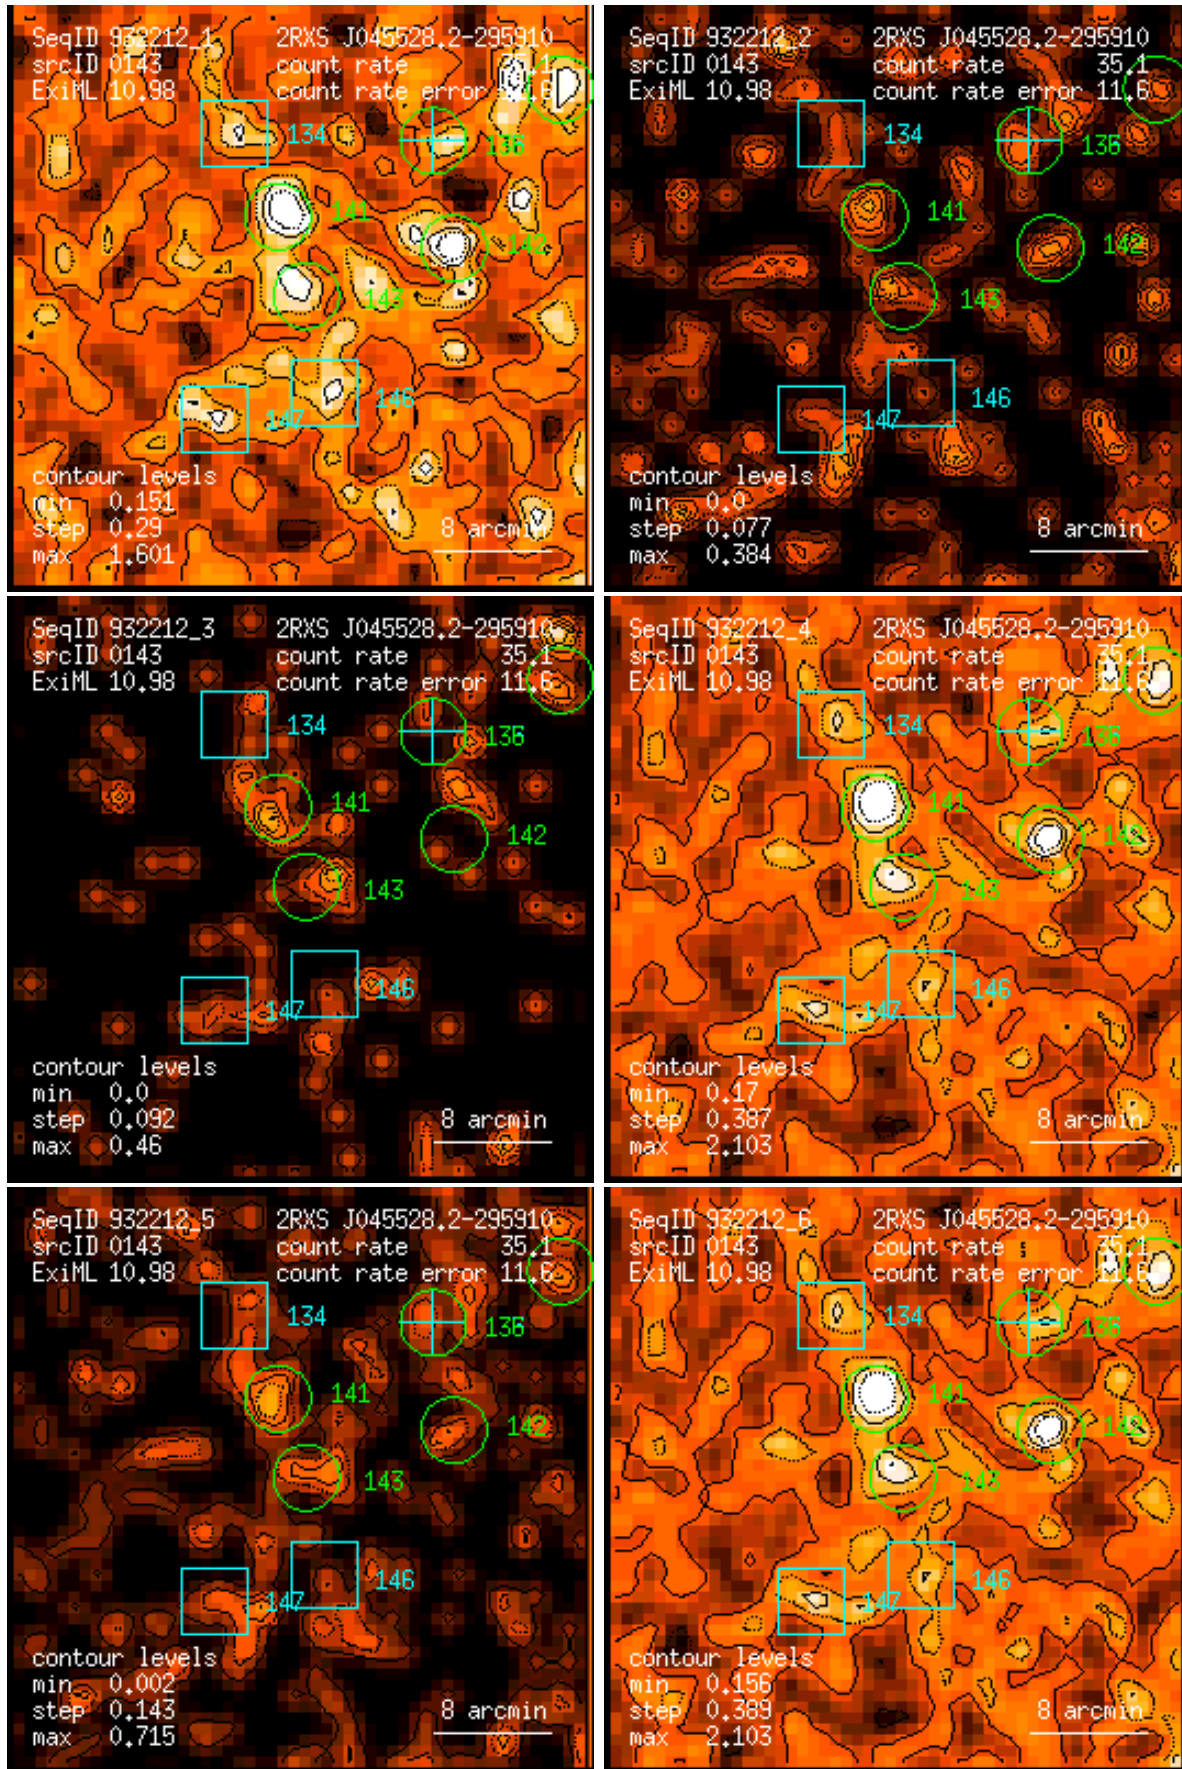 SeqID 932212_1 2RXS J045528.2-295910
srcID 0143 count rate 35.1
ExiML 10.98 count rate error 11.6
134
136
141
142
143
146
147
contour levels
min 0.151
step 0.29
max 1.601
8 arcmin
SeqID 932212_2 2RXS J045528.2-295910
srcID 0143 count rate 35.1
ExiML 10.98 count rate error 11.6
134
136
141
142
143
146
147
contour levels
min 0.0
step 0.077
max 0.384
8 arcmin
SeqID 932212_3 2RXS J045528.2-295910
srcID 0143 count rate 35.1
ExiML 10.98 count rate error 11.6
134
136
141
142
143
146
147
contour levels
min 0.0
step 0.092
max 0.46
8 arcmin
SeqID 932212_4 2RXS J045528.2-295910
srcID 0143 count rate 35.1
ExiML 10.98 count rate error 11.6
134
136
141
142
143
146
147
contour levels
min 0.17
step 0.387
max 2.103
8 arcmin
SeqID 932212_5 2RXS J045528.2-295910
srcID 0143 count rate 35.1
ExiML 10.98 count rate error 11.6
134
136
141
142
143
146
147
contour levels
min 0.002
step 0.143
max 0.715
8 arcmin
SeqID 932212_6 2RXS J045528.2-295910
srcID 0143 count rate 35.1
ExiML 10.98 count rate error 11.6
134
136
141
142
143
146
147
contour levels
min 0.156
step 0.389
max 2.103
8 arcmin